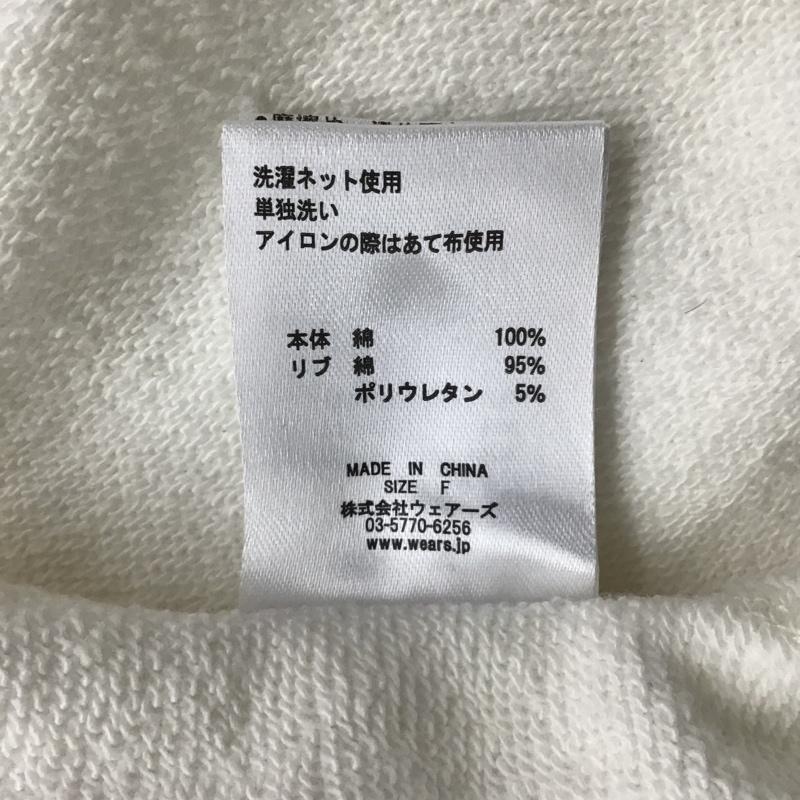 洗濯ネット使用
単独洗い
アイロンの際はあて布使用
本体 綿 100%
リブ 綿 95%
ポリウレタン 5%
MADE IN CHINA
SIZE F
株式会社ウェアーズ
03-5770-6256
www.wears.jp